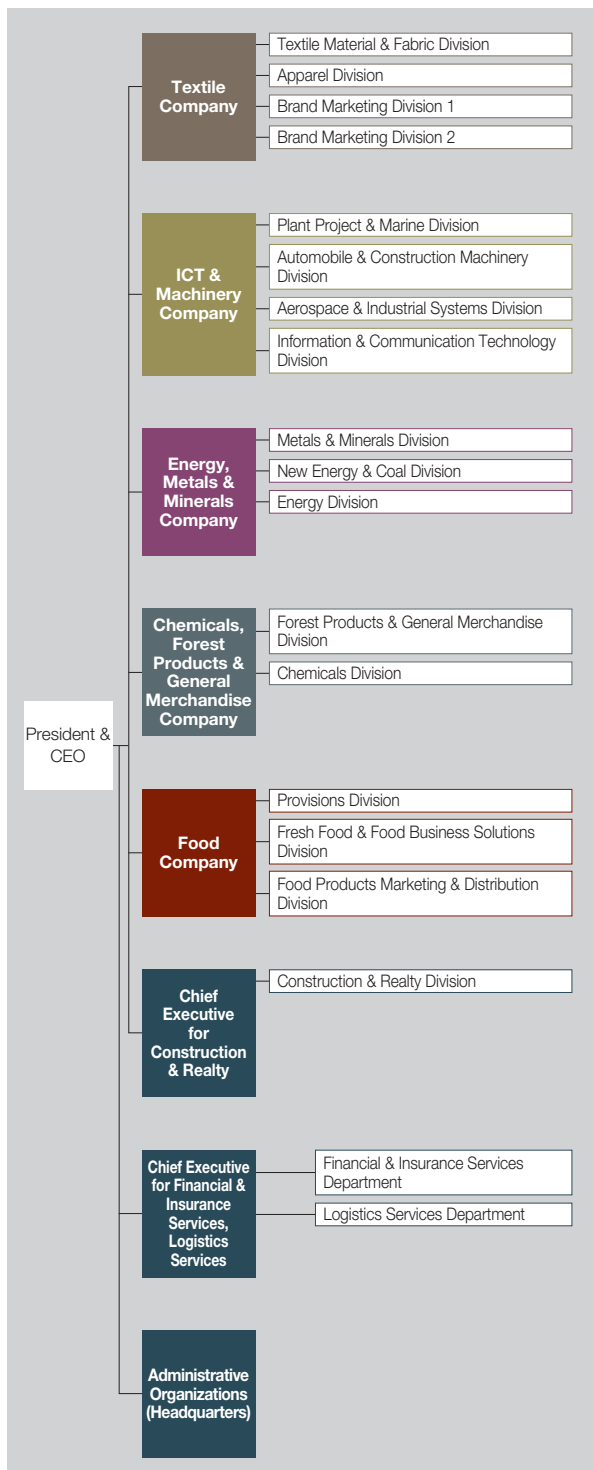 Textile
Company
Textile Material & Fabric Division
Apparel Division
Brand Marketing Division 1
Brand Marketing Division 2
ICT &
Machinery
Company
Plant Project & Marine Division
Automobile & Construction Machinery
Division
Aerospace & Industrial Systems Division
Information & Communication Technology
Division
Energy,
Metals &
Minerals
Company
Metals & Minerals Division
New Energy & Coal Division
Energy Division
Chemicals,
Forest
Products &
General
Merchandise
Company
Forest Products & General Merchandise
Division
Chemicals Division
President &
CEO
Food
Company
Provisions Division
Fresh Food & Food Business Solutions
Division
Food Products Marketing & Distribution
Division
Chief
Executive
for
Construction
& Realty
Construction & Realty Division
Chief Executive
for Financial &
Insurance
Services,
Logistics
Services
Financial & Insurance Services
Department
Logistics Services Department
Administrative
Organizations
(Headquarters)